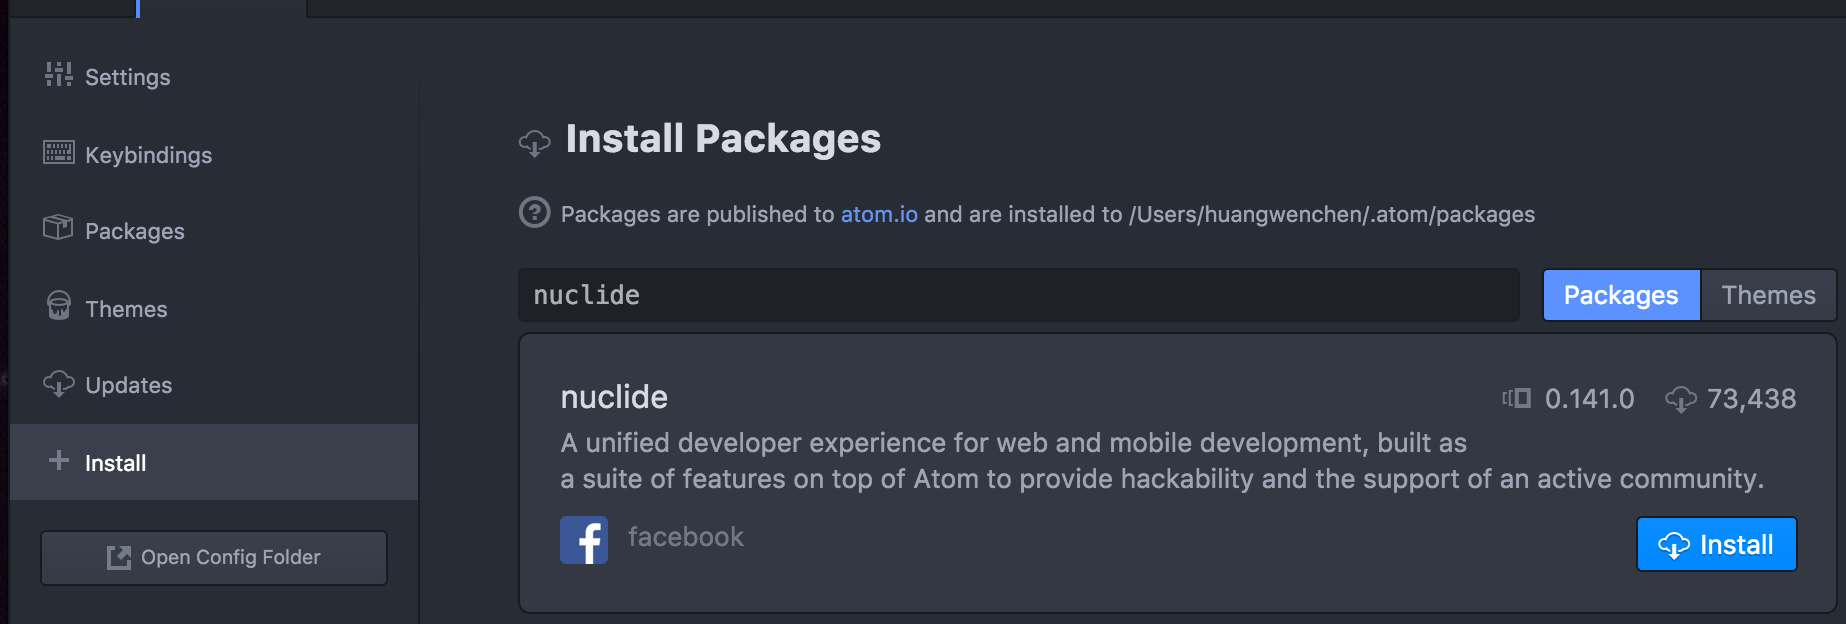 Settings
Keybindings
Packages
Themes
Updates
Install
Open Config Folder
Install Packages
Packages are published to atom.io and are installed to /Users/huangwenchen/.atom/packages
nuclide
Packages
Themes
nuclide
0.141.0
73,438
A unified developer experience for web and mobile development, built as
a suite of features on top of Atom to provide hackability and the support of an active community.
facebook
Install